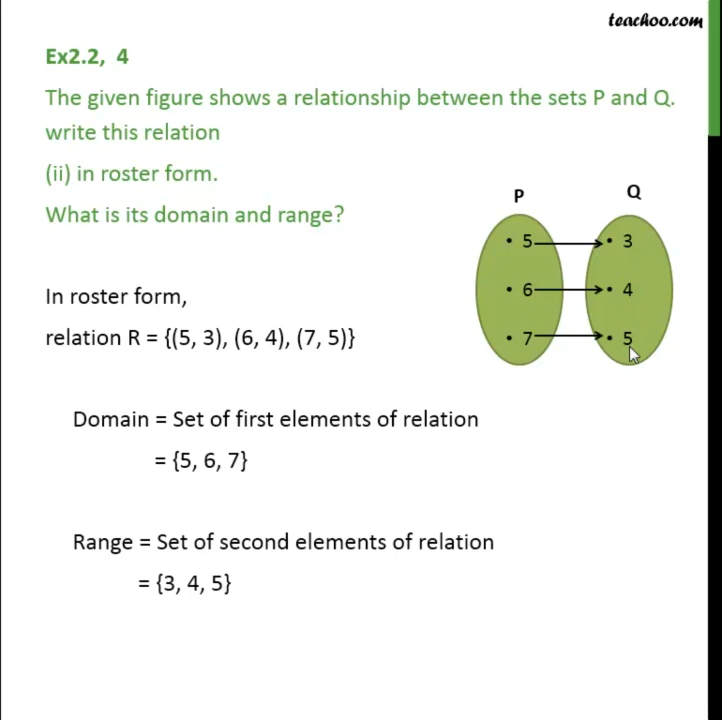 teachoo.com
Ex2.2, 4
The given figure shows a relationship between the sets P and Q.
write this relation
(ii) in roster form.
What is its domain and range?
P Q
• 5 • 3
• 6 • 4
• 7 • 5
In roster form,
relation R = {(5, 3), (6, 4), (7, 5)}
Domain = Set of first elements of relation
= {5, 6, 7}
Range = Set of second elements of relation
= {3, 4, 5}